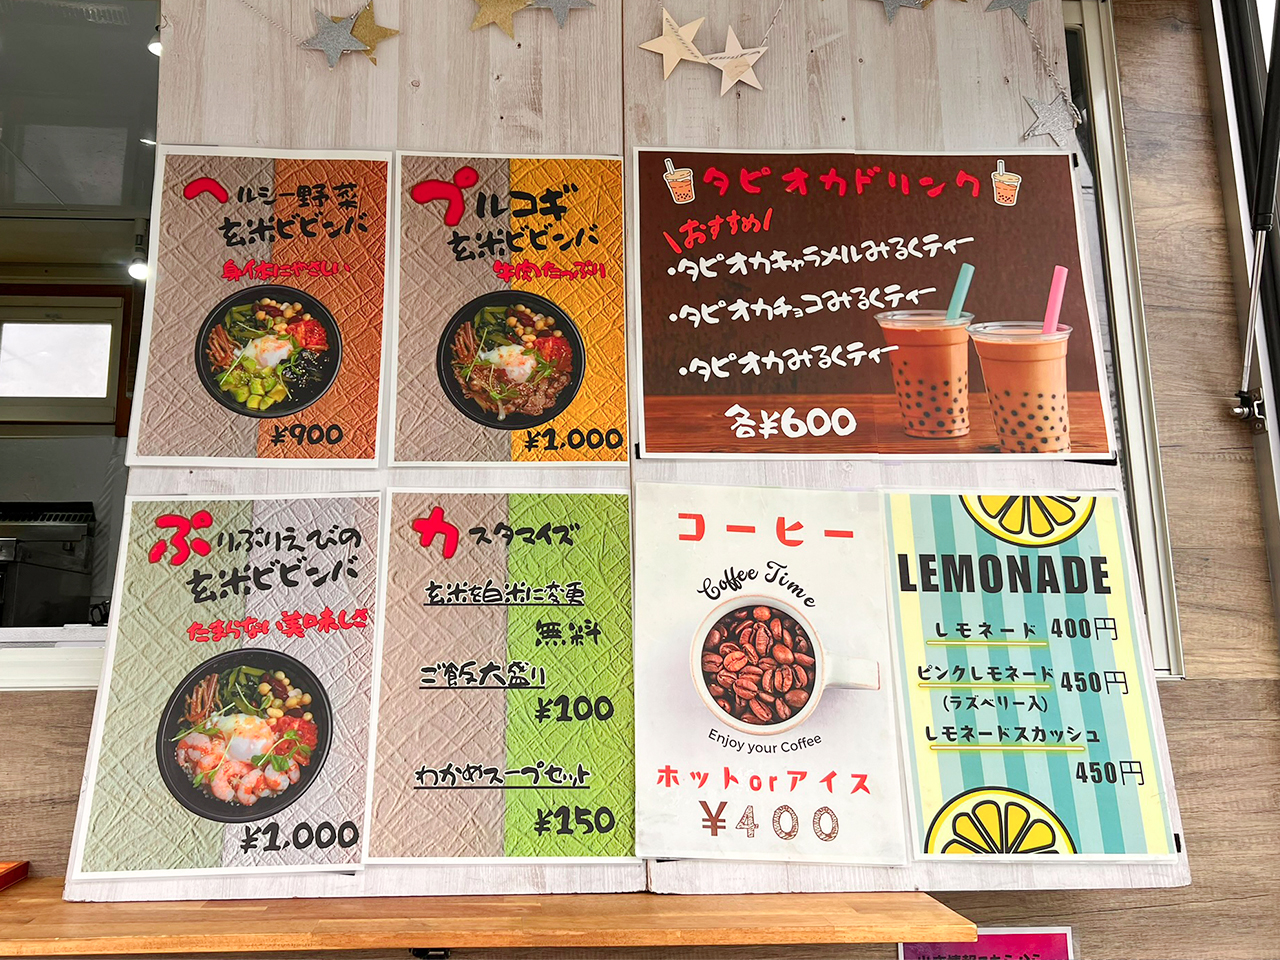 ヘルシー野菜
玄米ビビンバ
身体にやさしい
¥900
プルコギ
玄米ビビンバ
牛肉たっぷり
¥1,000
タピオカドリンク
\おすすめ/
・タピオカキャラメルみるくティー
・タピオカチョコみるくティー
・タピオカみるくティー
各¥600
ぷりぷりえびの
玄米ビビンバ
たまらない美味しさ
¥1,000
カスタマイズ
玄米を白米に変更
無料
ご飯大盛り
¥100
わかめスープセット
¥150
コーヒー
Coffee Time
Enjoy your Coffee
ホットorアイス
¥400
LEMONADE
レモネード 400円
ピンクレモネード 450円
(ラズベリー入)
レモネードスカッシュ
450円